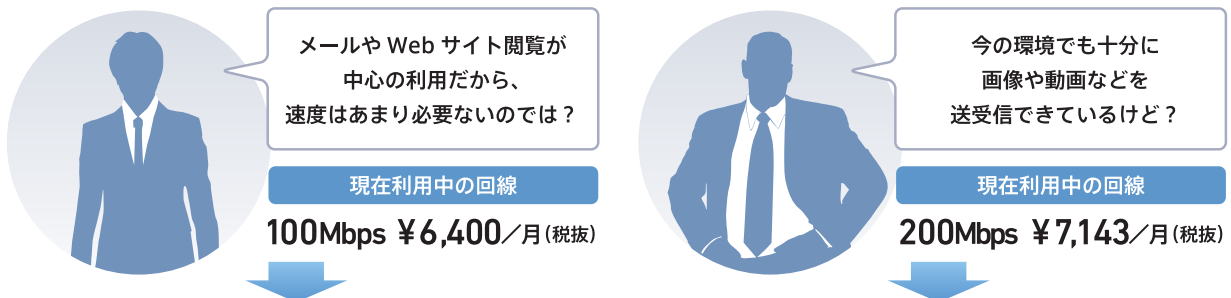 メールや Web サイト閲覧が
中心の利用だから、
速度はあまり必要ないのでは？
現在利用中の回線
100Mbps ￥6,400／月(税抜)
今の環境でも十分に
画像や動画などを
送受信できているけど？
現在利用中の回線
200Mbps ￥7,143／月(税抜)